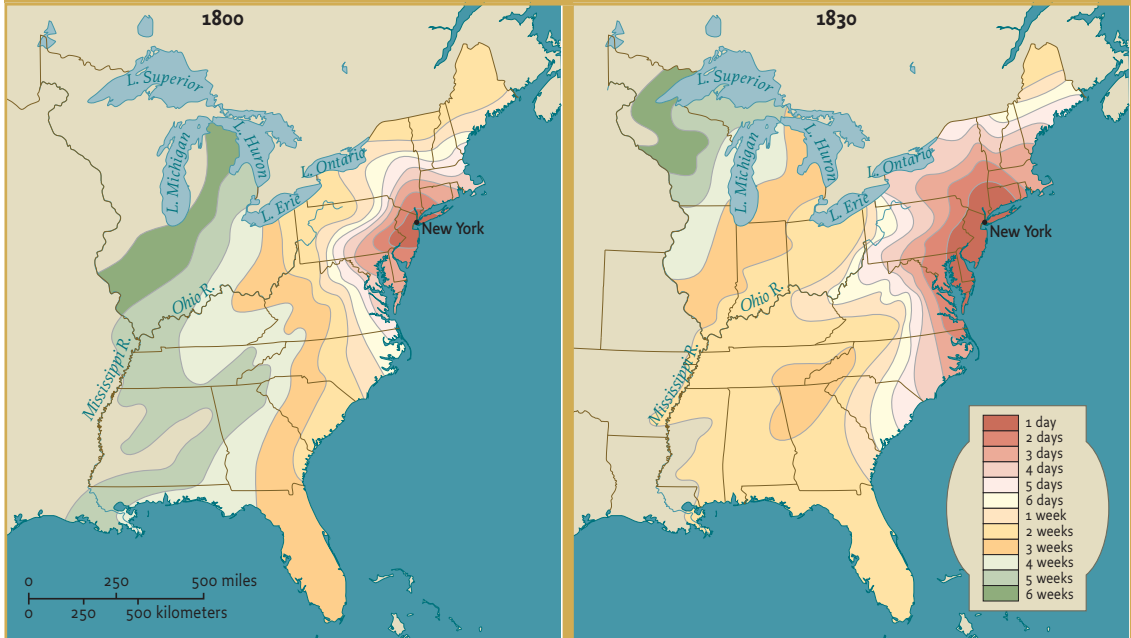 1800
L. Superior
L. Michigan
L. Huron
L. Ontario
L. Erie
New York
Ohio R.
Mississippi R.
0 250 500 miles
0 250 500 kilometers
1830
L. Superior
L. Michigan
L. Huron
L. Ontario
L. Erie
New York
Ohio R.
Mississippi R.
1 day
2 days
3 days
4 days
5 days
6 days
1 week
2 weeks
3 weeks
4 weeks
5 weeks
6 weeks